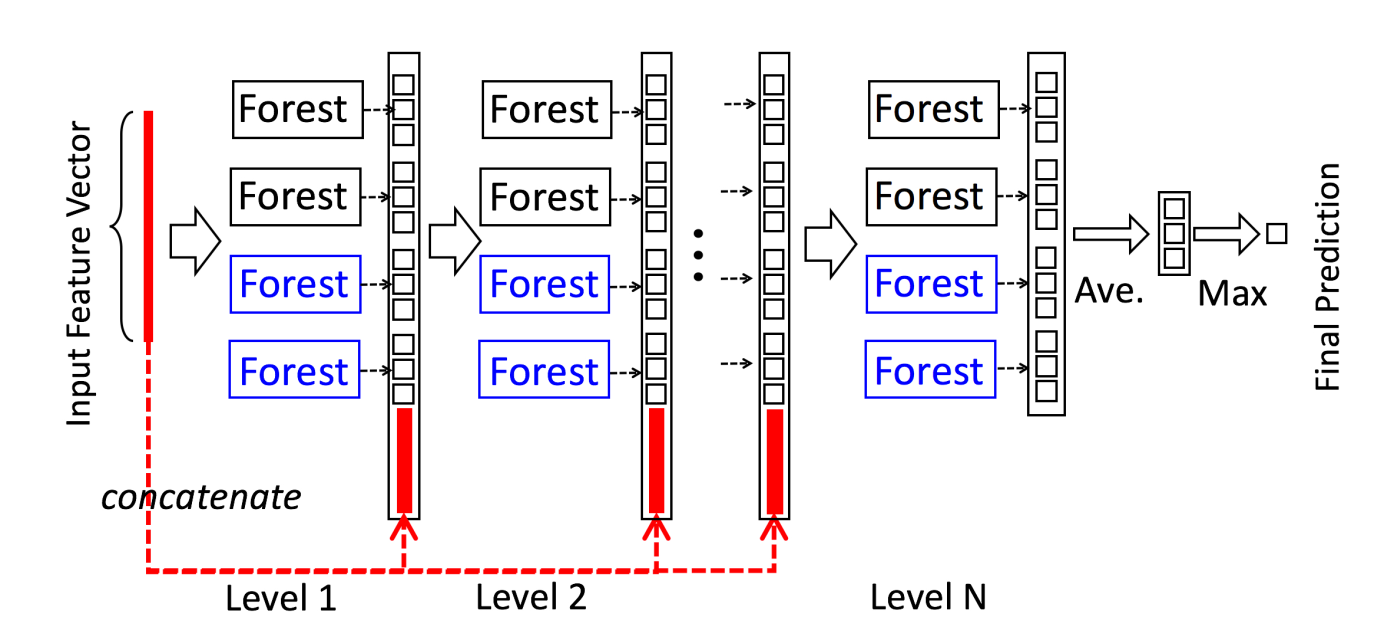 Input Feature Vector
Forest
Forest
Forest
Forest
concatenate
Level 1
Forest
Forest
Forest
Forest
Level 2
Forest
Forest
Forest
Forest
Level N
Ave.
Max
Final Prediction